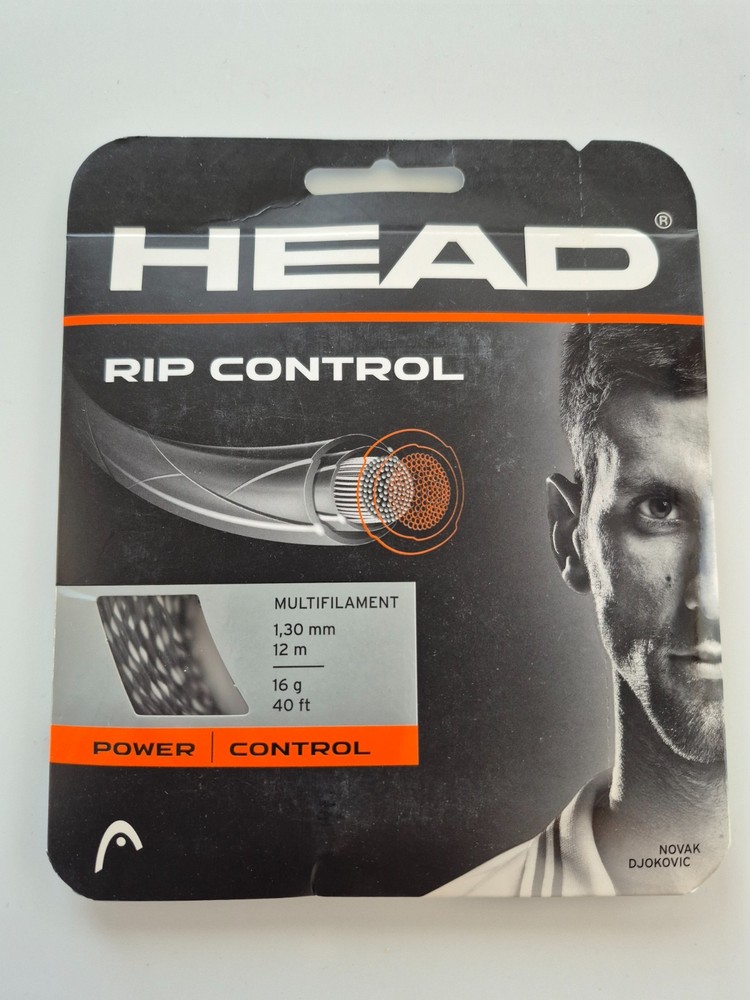 HEAD®
RIP CONTROL
MULTIFILAMENT
1,30 mm
12 m
16 g
40 ft
POWER | CONTROL
NOVAK
DJOKOVIC